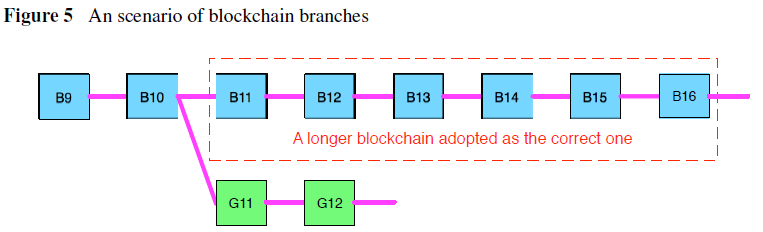 Figure 5 An scenario of blockchain branches
B9 B10 B11 B12 B13 B14 B15 B16
A longer blockchain adopted as the correct one
G11 G12